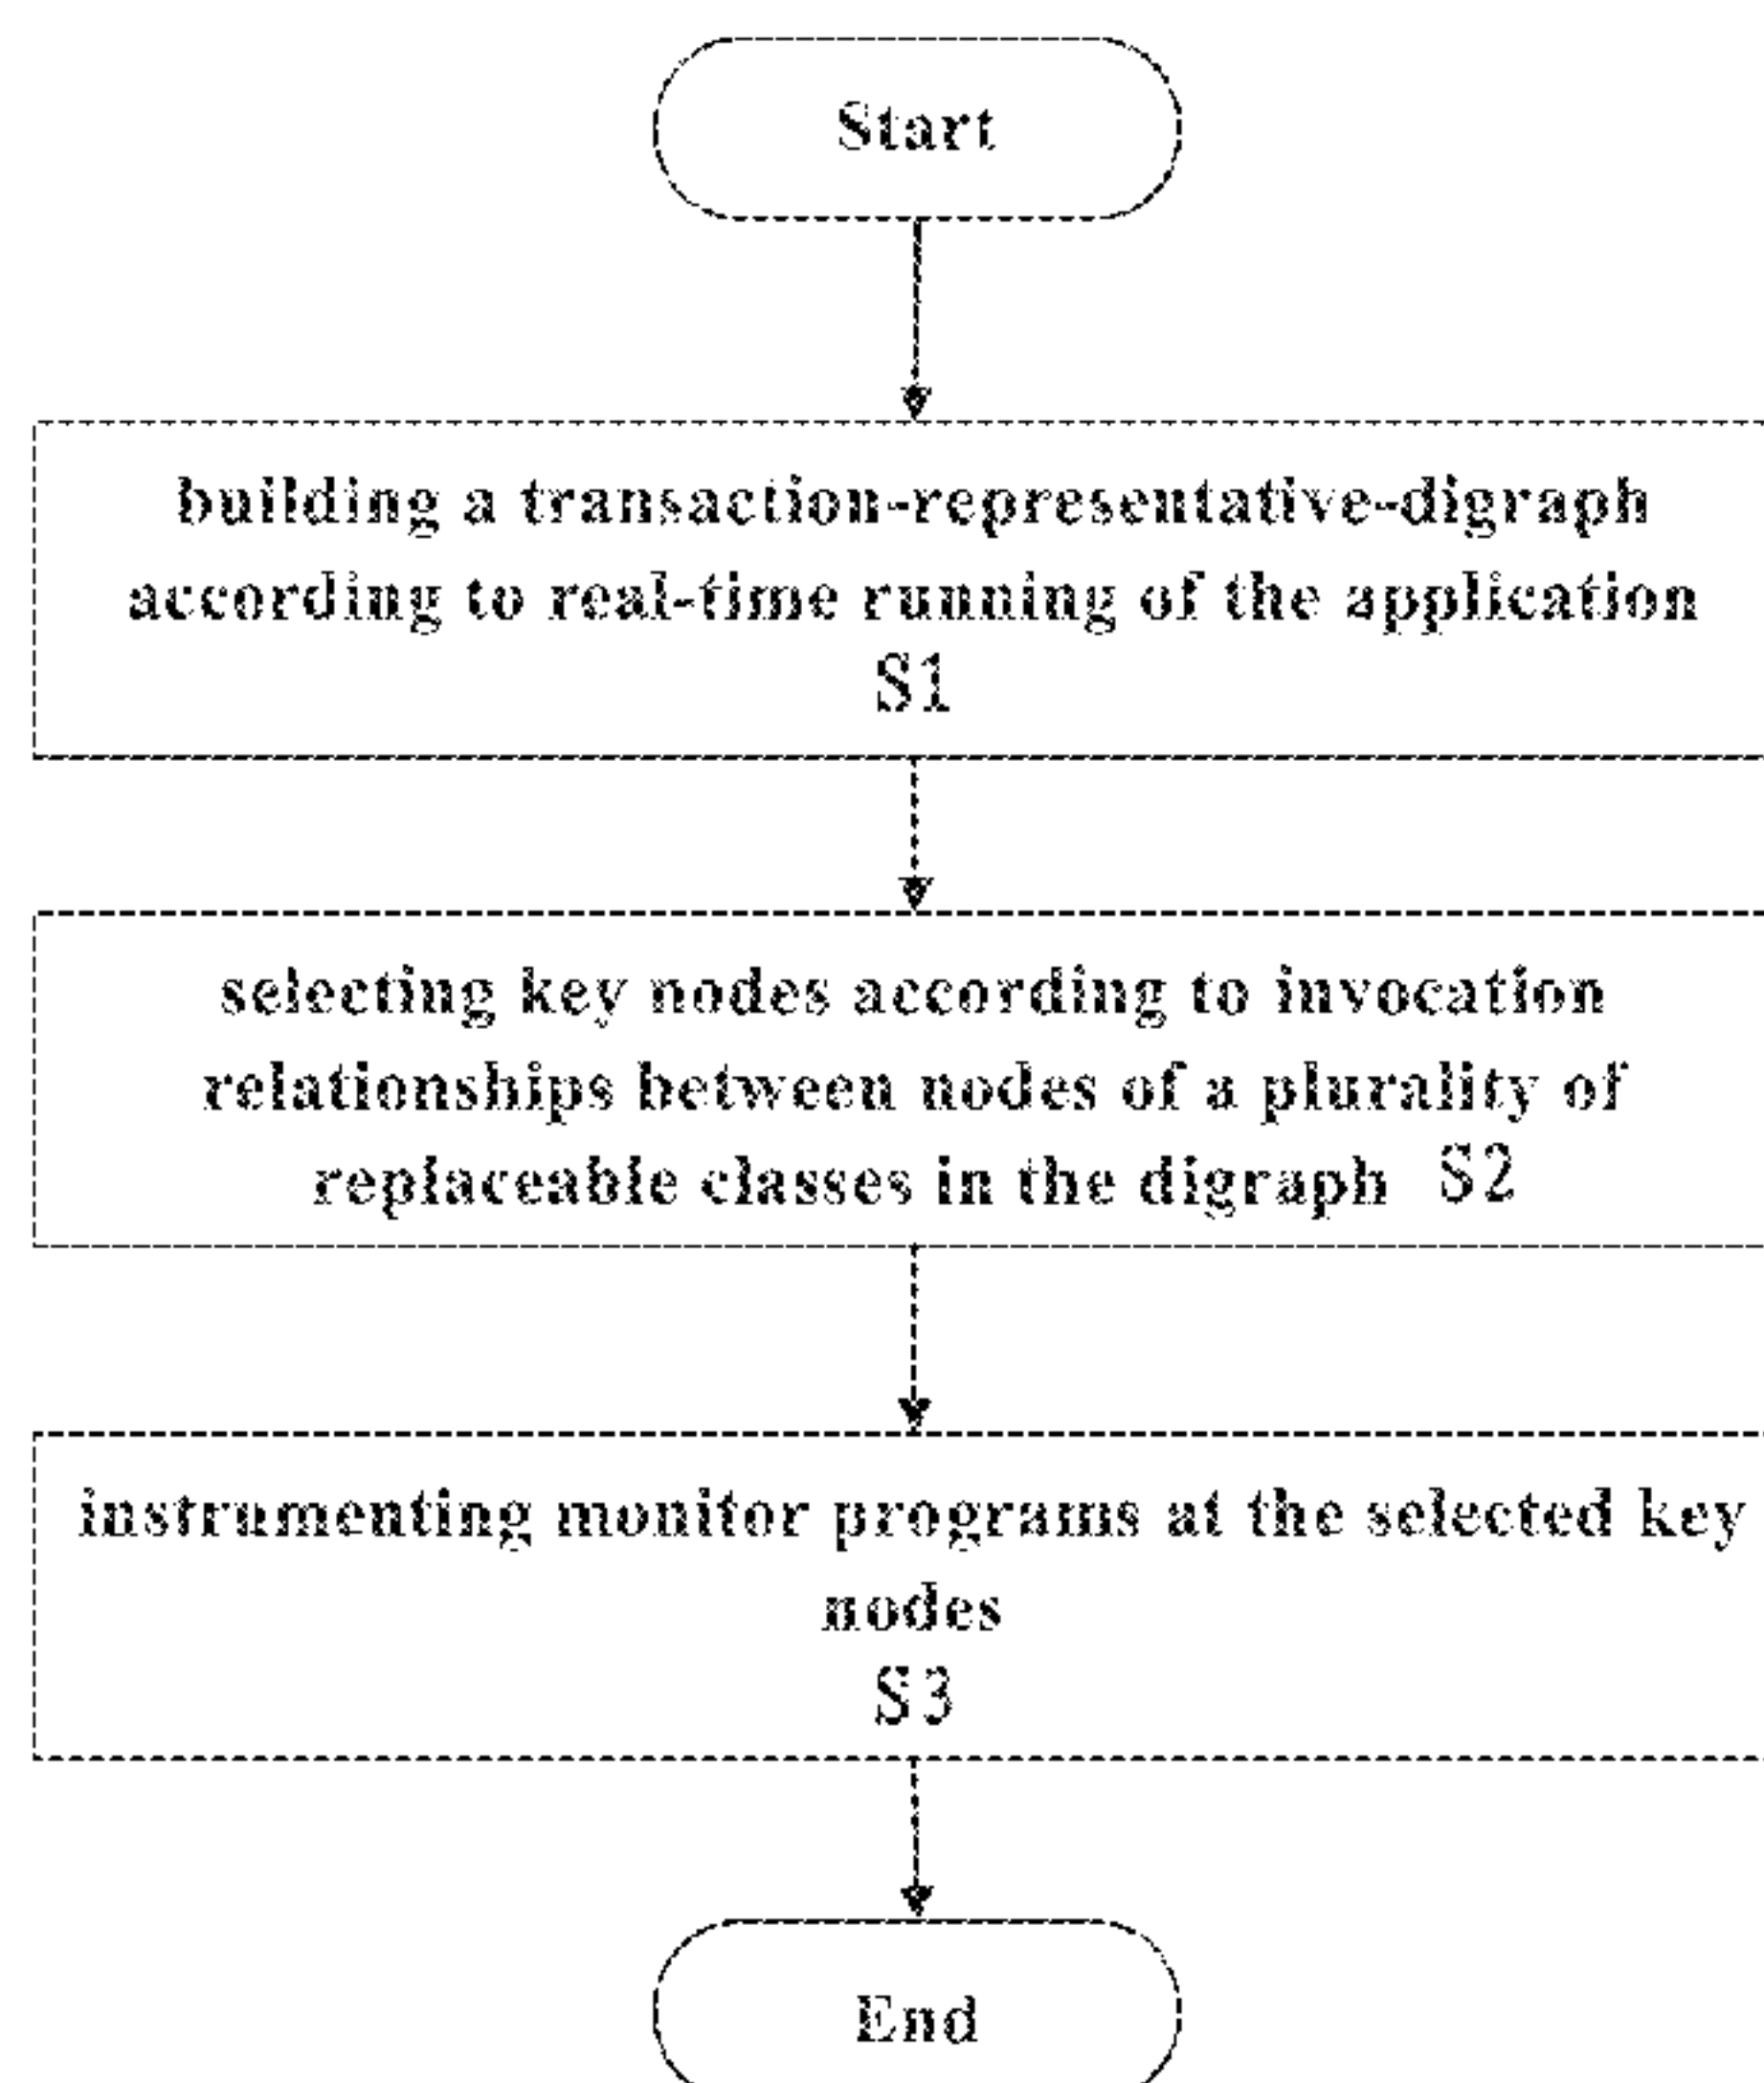 Start
building a transaction-representative-digraph
according to real-time running of the application
S1
selecting key nodes according to invocation
relationships between nodes of a plurality of
replaceable classes in the digraph S2
instrumenting monitor programs at the selected key
nodes
S3
End